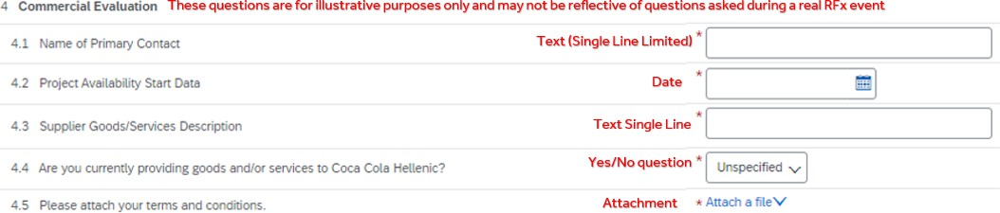 4 Commercial Evaluation These questions are for illustrative purposes only and may not be reflective of questions asked during a real RFx event
4.1 Name of Primary Contact Text (Single Line Limited) *
4.2 Project Availability Start Data Date *
4.3 Supplier Goods/Services Description Text Single Line *
4.4 Are you currently providing goods and/or services to Coca Cola Hellenic? Yes/No question * Unspecified
4.5 Please attach your terms and conditions. Attachment * Attach a file